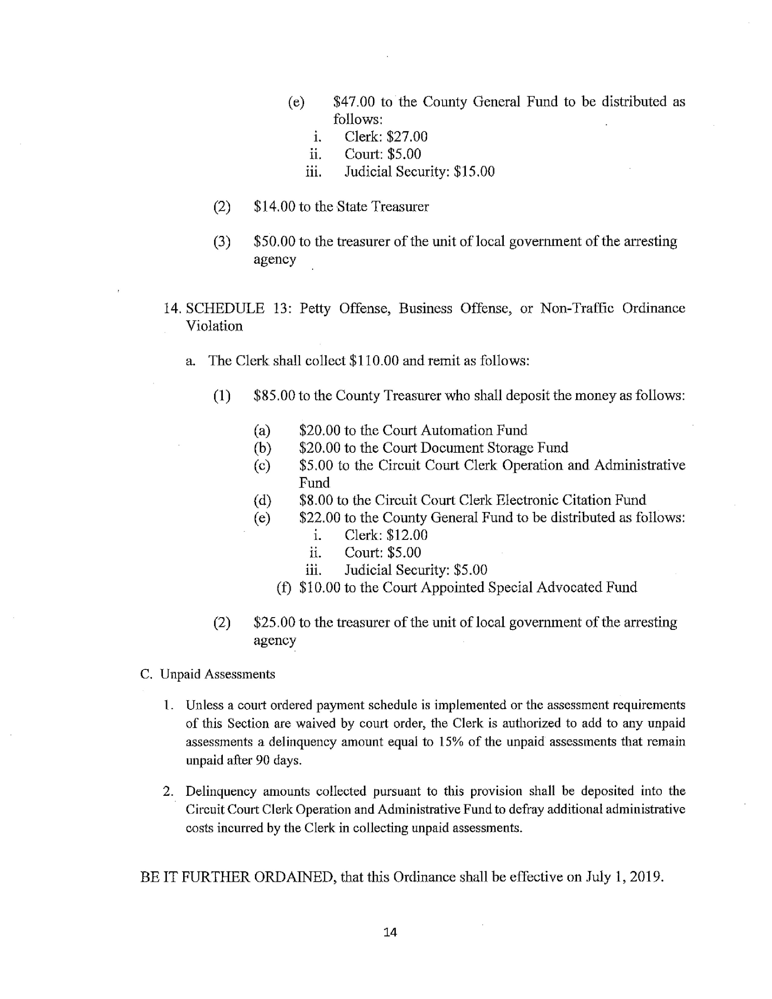 (e) $47.00 to the County General Fund to be distributed as
follows:
i. Clerk: $27.00
ii. Court: $5.00
iii. Judicial Security: $15.00
(2) $14.00 to the State Treasurer
(3) $50.00 to the treasurer of the unit of local government of the arresting
agency
14. SCHEDULE 13: Petty Offense, Business Offense, or Non-Traffic Ordinance
Violation
a. The Clerk shall collect $110.00 and remit as follows:
(1) $85.00 to the County Treasurer who shall deposit the money as follows:
(a) $20.00 to the Court Automation Fund
(b) $20.00 to the Court Document Storage Fund
(c) $5.00 to the Circuit Court Clerk Operation and Administrative
Fund
(d) $8.00 to the Circuit Court Clerk Electronic Citation Fund
(e) $22.00 to the County General Fund to be distributed as follows:
i. Clerk: $12.00
ii. Court: $5.00
iii. Judicial Security: $5.00
(f) $10.00 to the Court Appointed Special Advocated Fund
(2) $25.00 to the treasurer of the unit of local government of the arresting
agency
C. Unpaid Assessments
1. Unless a court ordered payment schedule is implemented or the assessment requirements
of this Section are waived by court order, the Clerk is authorized to add to any unpaid
assessments a delinquency amount equal to 15% of the unpaid assessments that remain
unpaid after 90 days.
2. Delinquency amounts collected pursuant to this provision shall be deposited into the
Circuit Court Clerk Operation and Administrative Fund to defray additional administrative
costs incurred by the Clerk in collecting unpaid assessments.
BE IT FURTHER ORDAINED, that this Ordinance shall be effective on July 1, 2019.
14